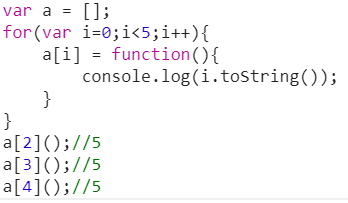 var a = [];
for(var i=0;i<5;i++){
    a[i] = function(){
        console.log(i.toString());
    }
}
a[2]();//5
a[3]();//5
a[4]();//5